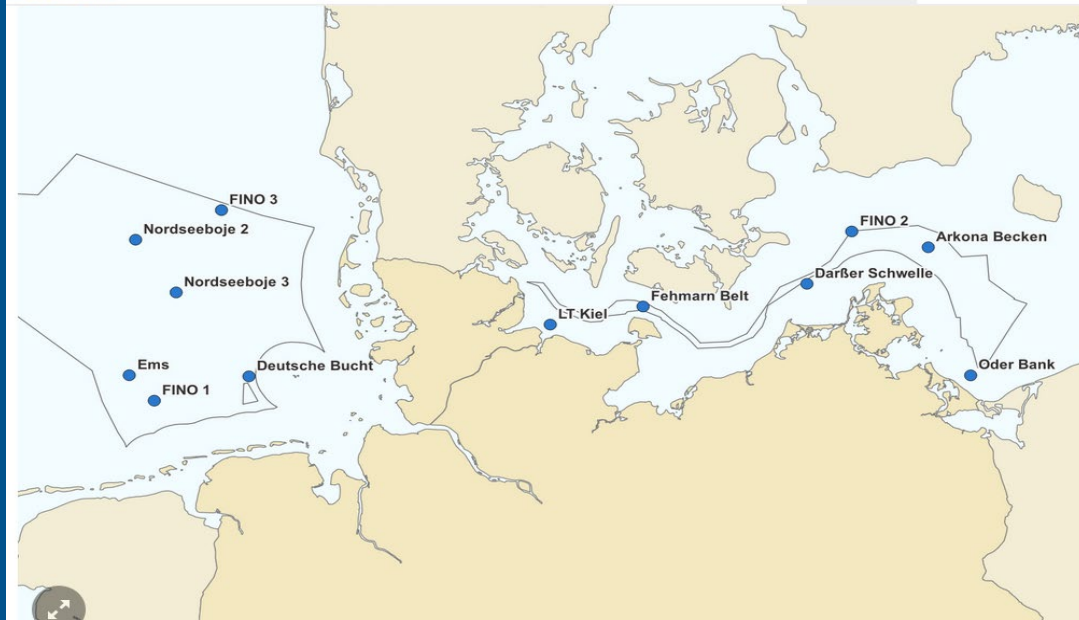 FINO 3
Nordseeboje 2
FINO 2
Arkona Becken
Nordseeboje 3
Darßer Schwelle
Fehmarn Belt
LT Kiel
Ems
Deutsche Bucht
Oder Bank
FINO 1